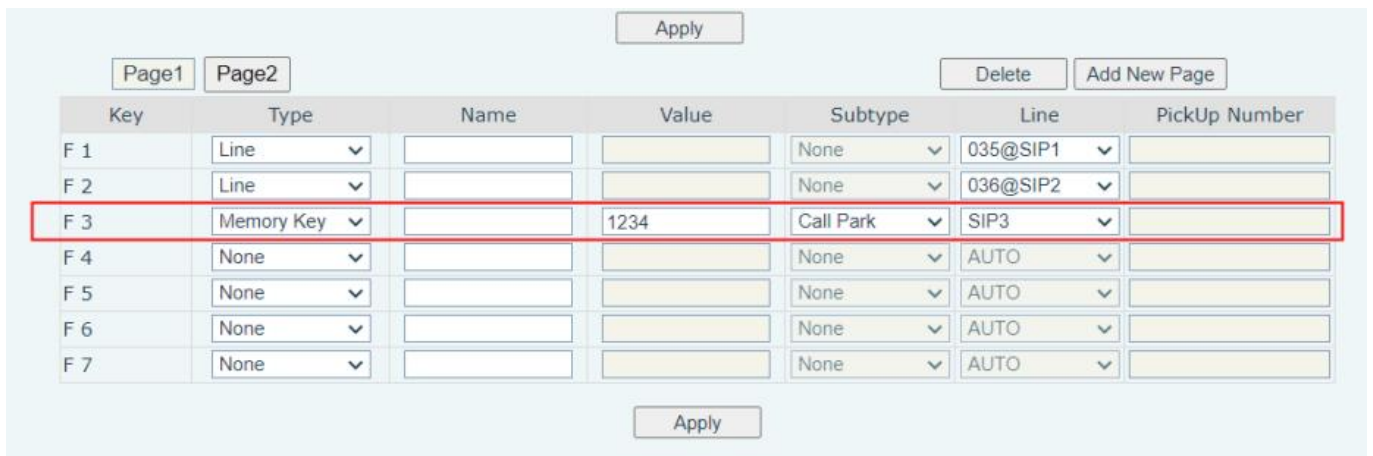 Apply
Page1 Page2 Delete Add New Page
Key Type Name Value Subtype Line PickUp Number
F 1 Line None 035@SIP1
F 2 Line None 036@SIP2
F 3 Memory Key 1234 Call Park SIP3
F 4 None None AUTO
F 5 None None AUTO
F 6 None None AUTO
F 7 None None AUTO
Apply